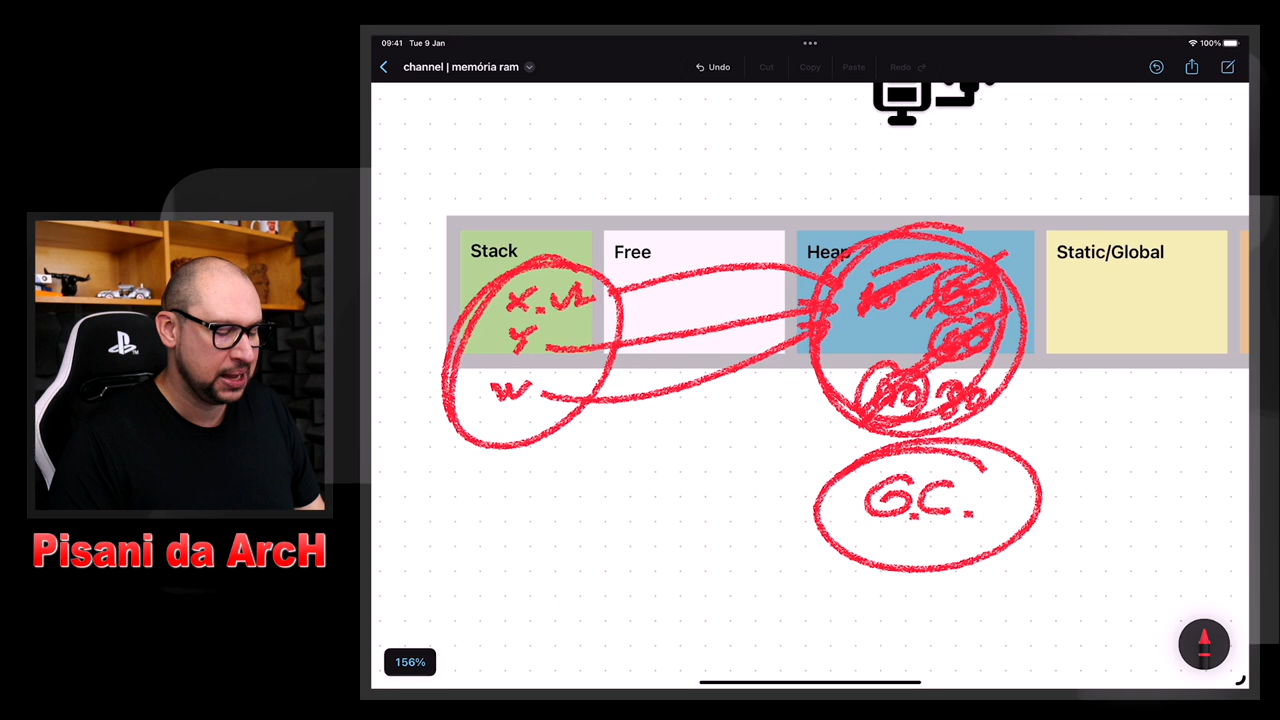 09:41 Tue 9 Jan
100%
channel | memória ram
Undo
Cut
Copy
Paste
Redo
Stack
Free
Heap
Static/Global
X
Y
W
10
G.C.
Pisani da ArcH
156%